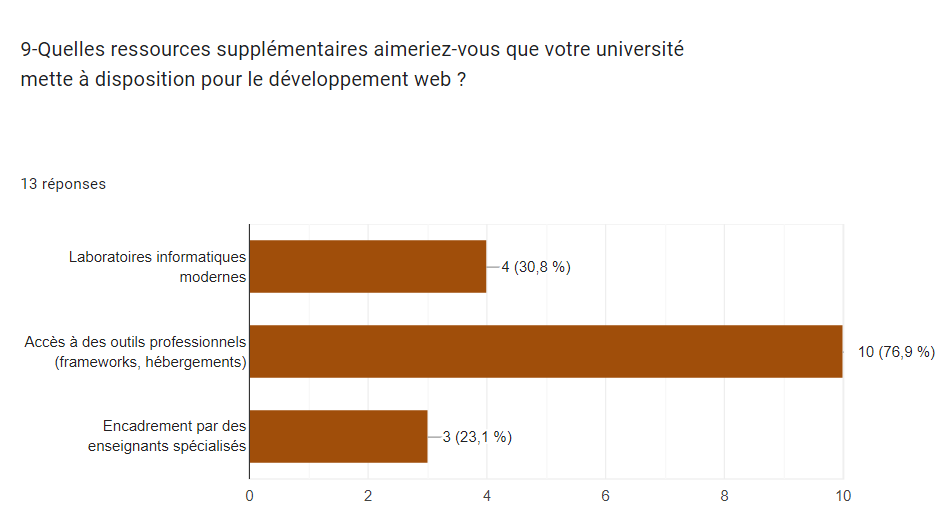 9-Quelles ressources supplémentaires aimeriez-vous que votre université
mette à disposition pour le développement web ?
13 réponses
Laboratoires informatiques
modernes
4 (30,8 %)
Accès à des outils professionnels
(frameworks, hébergements)
10 (76,9 %)
Encadrement par des
enseignants spécialisés
3 (23,1 %)
0 2 4 6 8 10